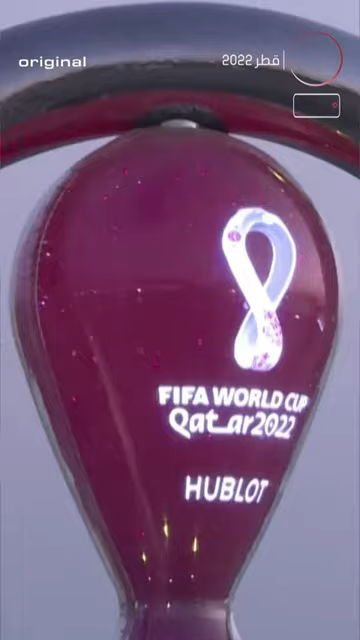 original
قطر 2022
FIFA WORLD CUP
Qatar2022
HUBLOT